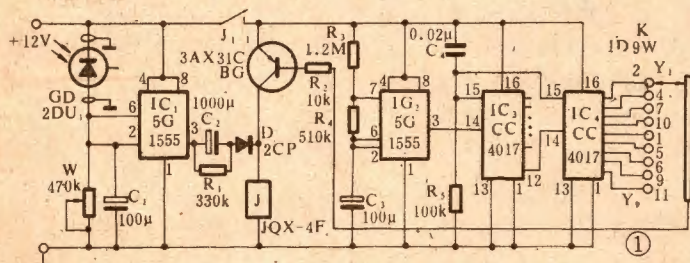 +12V
GD
2DU₁
W
470k
C₁
100μ
4 8
IC₁
5G
1555
6
2
3
1
1000μ
C₂
R₁
330k
D
2CP
J₁₋₁
3AX31C
BG
J
JQX-4F
R₂
10k
R₃
1.2M
R₄
510k
C₃
100μ
4 8
1G₂
5G
1555
7
6
2
3
1
0.02μ
C₄
R₅
100k
16
15
14
IC₃
CC
4017
12
13
1
16
15
14
IC₄
CC
4017
13
1
K
1D9W
2 Y₁
4
7
10
1
5
6
9
Y₉ 11
①